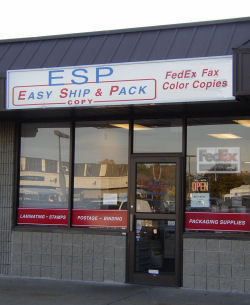 ESP
EASY SHIP & PACK
COPY
FedEx Fax
Color Copies
FedEx
OPEN
LAMINATING • STAMPS
POSTAGE • BINDING
PACKAGING SUPPLIES